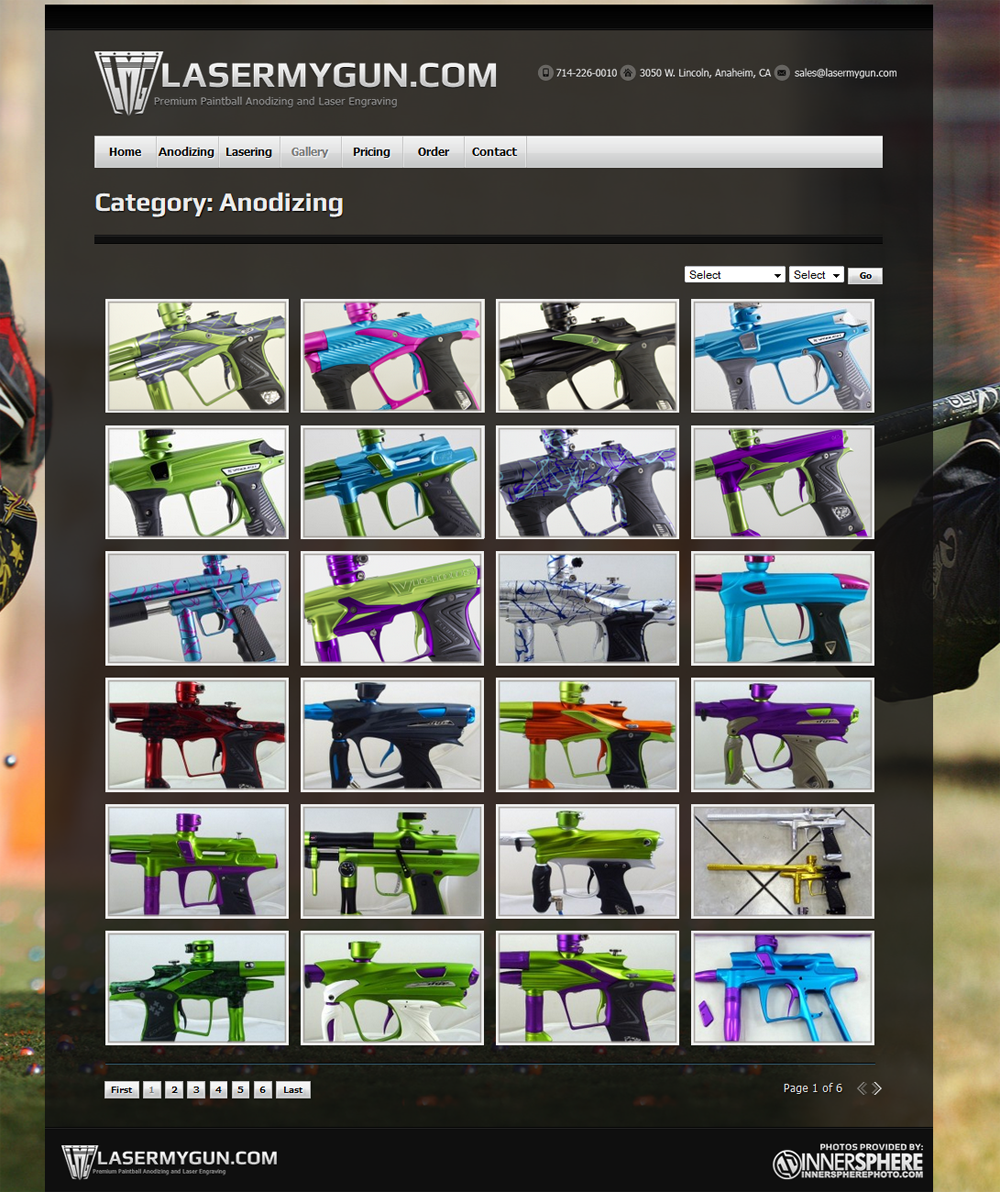 LASERMYGUN.COM
Premium Paintball Anodizing and Laser Engraving
714-226-0010 3050 W. Lincoln, Anaheim, CA sales@lasermygun.com
Home Anodizing Lasering Gallery Pricing Order Contact
Category: Anodizing
Select Select Go
First 1 2 3 4 5 6 Last
Page 1 of 6
LASERMYGUN.COM
Premium Paintball Anodizing and Laser Engraving
PHOTOS PROVIDED BY:
INNERSPHERE
INNERSPHEREPHOTO.COM